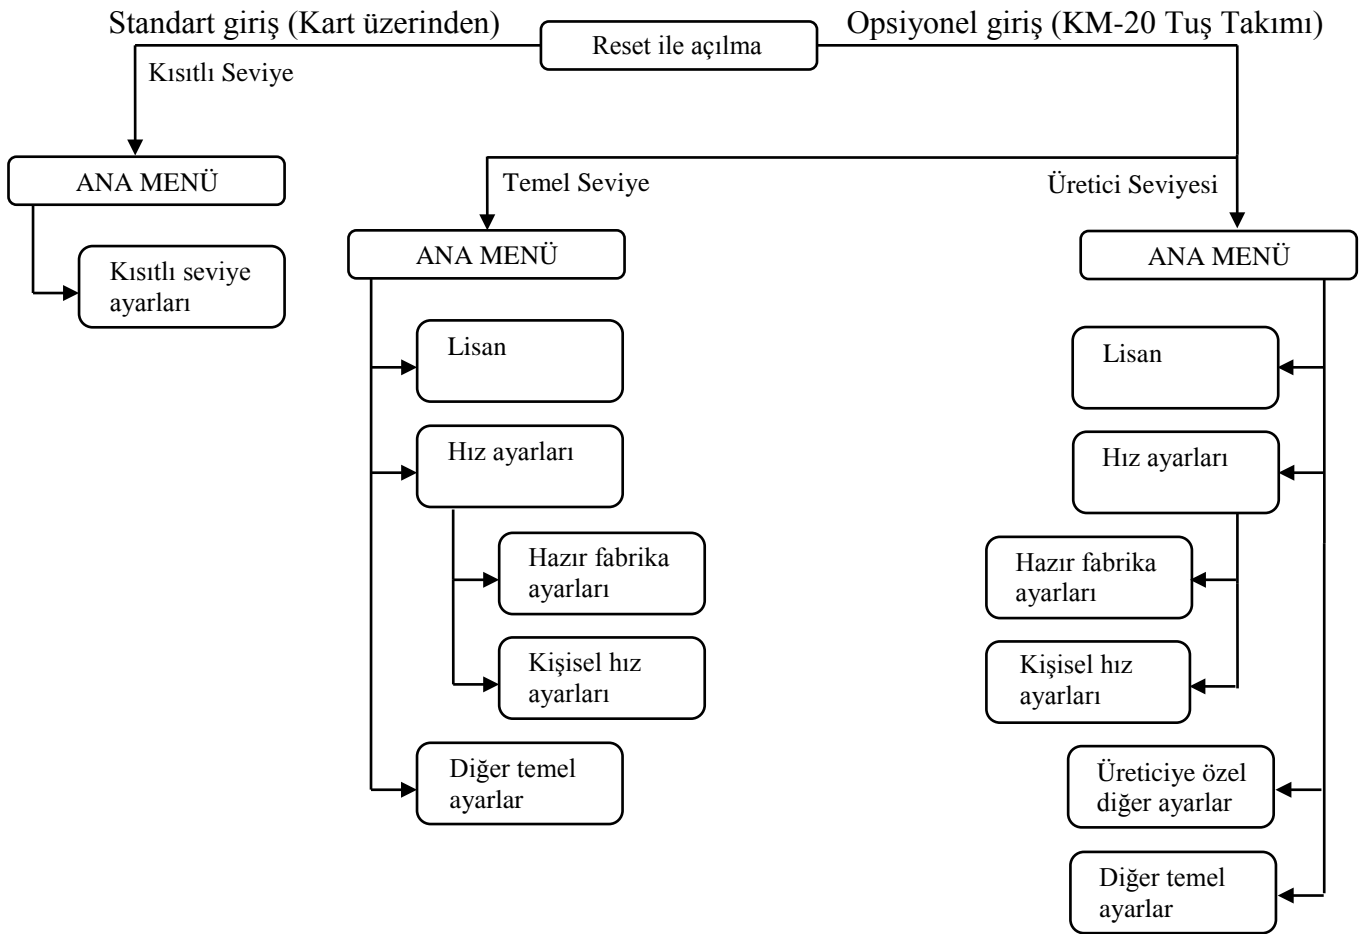 Standart giriş (Kart üzerinden)
Reset ile açılma
Opsiyonel giriş (KM-20 Tuş Takımı)
Kısıtlı Seviye
ANA MENÜ
Kısıtlı seviye
ayarları
Temel Seviye
ANA MENÜ
Lisan
Hız ayarları
Hazır fabrika
ayarları
Kişisel hız
ayarları
Diğer temel
ayarlar
Üretici Seviyesi
ANA MENÜ
Lisan
Hız ayarları
Hazır fabrika
ayarları
Kişisel hız
ayarları
Üreticiye özel
diğer ayarlar
Diğer temel
ayarlar